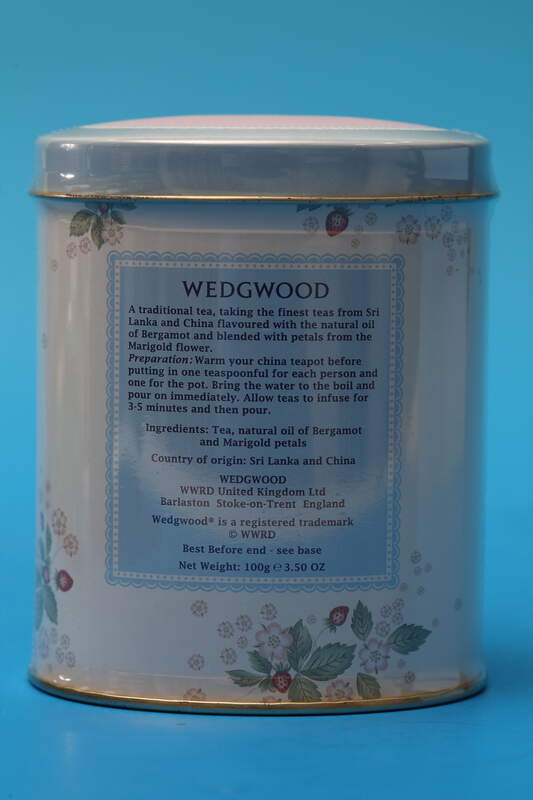 WEDGWOOD
A traditional tea, taking the finest teas from Sri
Lanka and China flavoured with the natural oil
of Bergamot and blended with petals from the
Marigold flower.
Preparation: Warm your china teapot before
putting in one teaspoonful for each person and
one for the pot. Bring the water to the boil and
pour on immediately. Allow teas to infuse for
3-5 minutes and then pour.
Ingredients: Tea, natural oil of Bergamot
and Marigold petals
Country of origin: Sri Lanka and China
WEDGWOOD
WWRD United Kingdom Ltd
Barlaston Stoke-on-Trent England
Wedgwood® is a registered trademark
© WWRD
Best Before end - see base
Net Weight: 100g ℮ 3.50 OZ